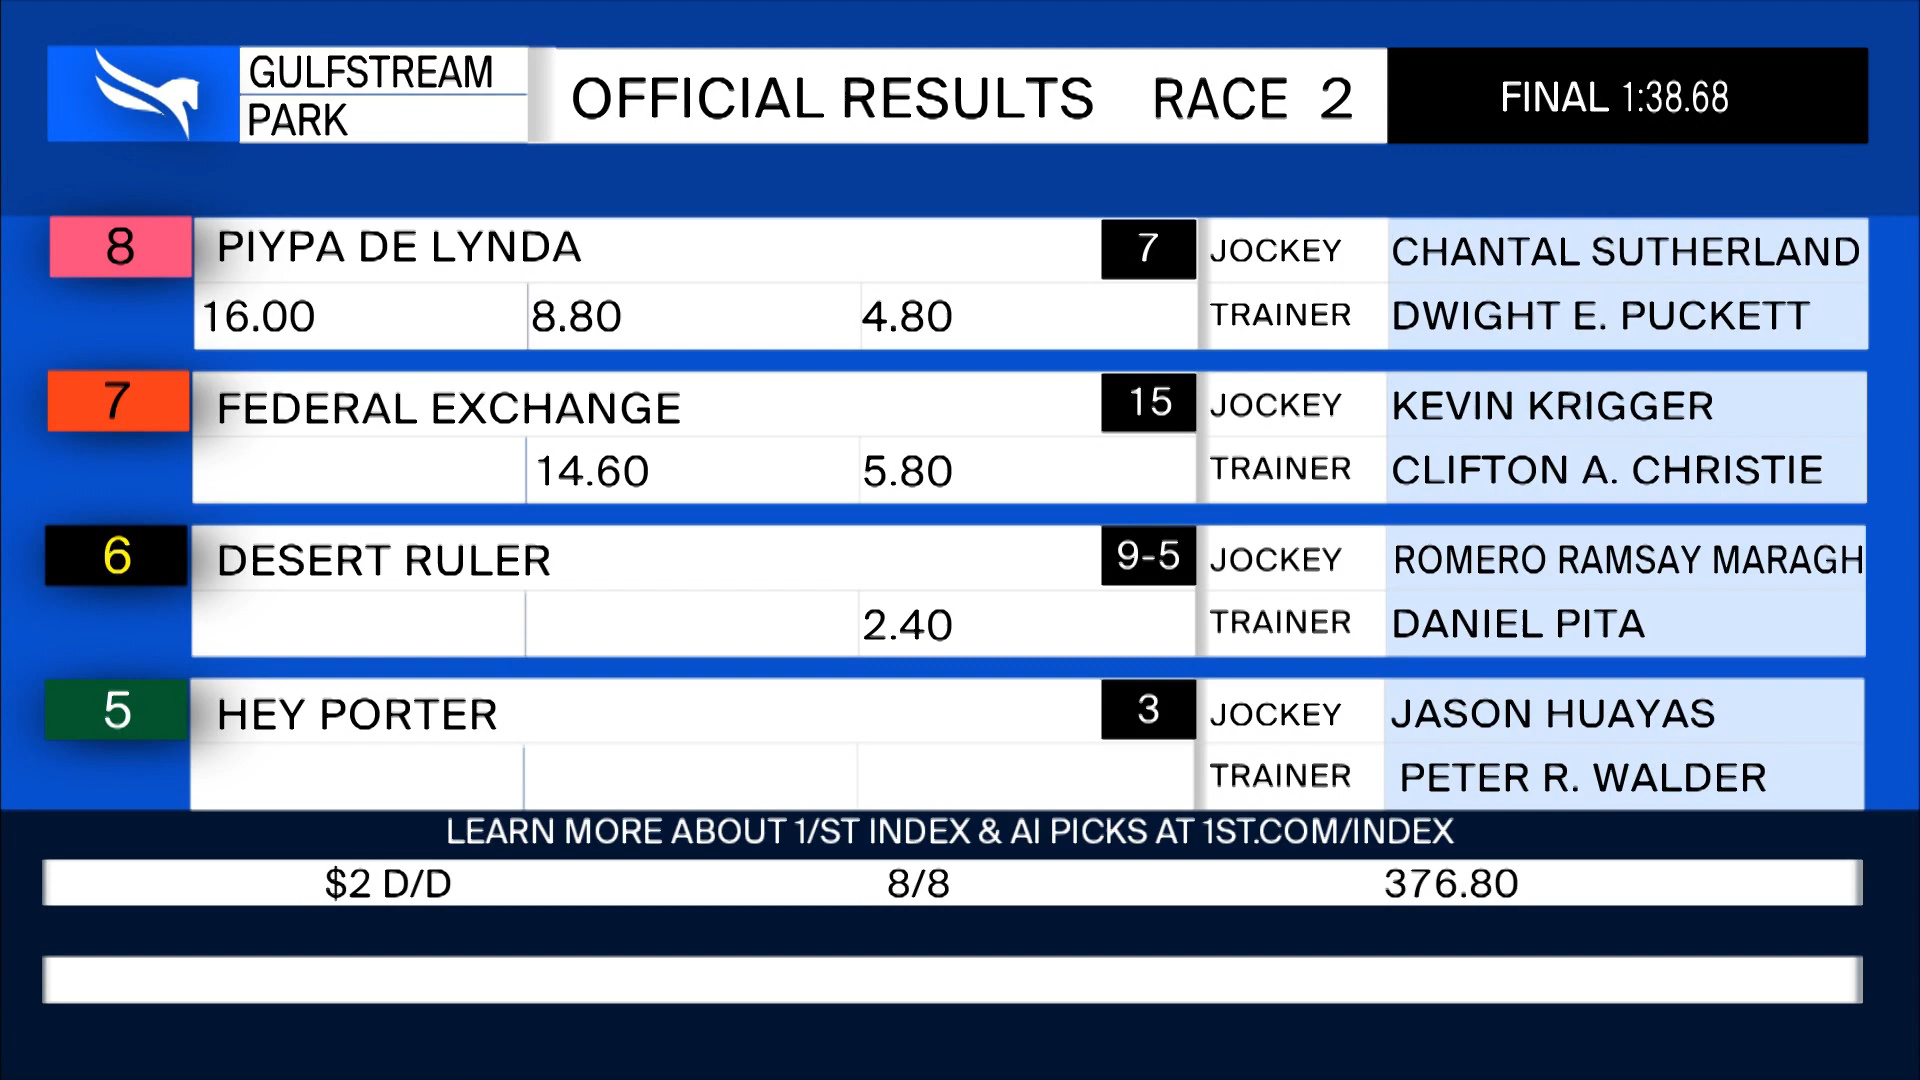 GULFSTREAM
PARK
OFFICIAL RESULTS RACE 2
FINAL 1:38.68
8 PIYPA DE LYNDA 7 JOCKEY CHANTAL SUTHERLAND
16.00 8.80 4.80 TRAINER DWIGHT E. PUCKETT
7 FEDERAL EXCHANGE 15 JOCKEY KEVIN KRIGGER
14.60 5.80 TRAINER CLIFTON A. CHRISTIE
6 DESERT RULER 9-5 JOCKEY ROMERO RAMSAY MARAGH
2.40 TRAINER DANIEL PITA
5 HEY PORTER 3 JOCKEY JASON HUAYAS
TRAINER PETER R. WALDER
LEARN MORE ABOUT 1/ST INDEX & AI PICKS AT 1ST.COM/INDEX
$2 D/D 8/8 376.80